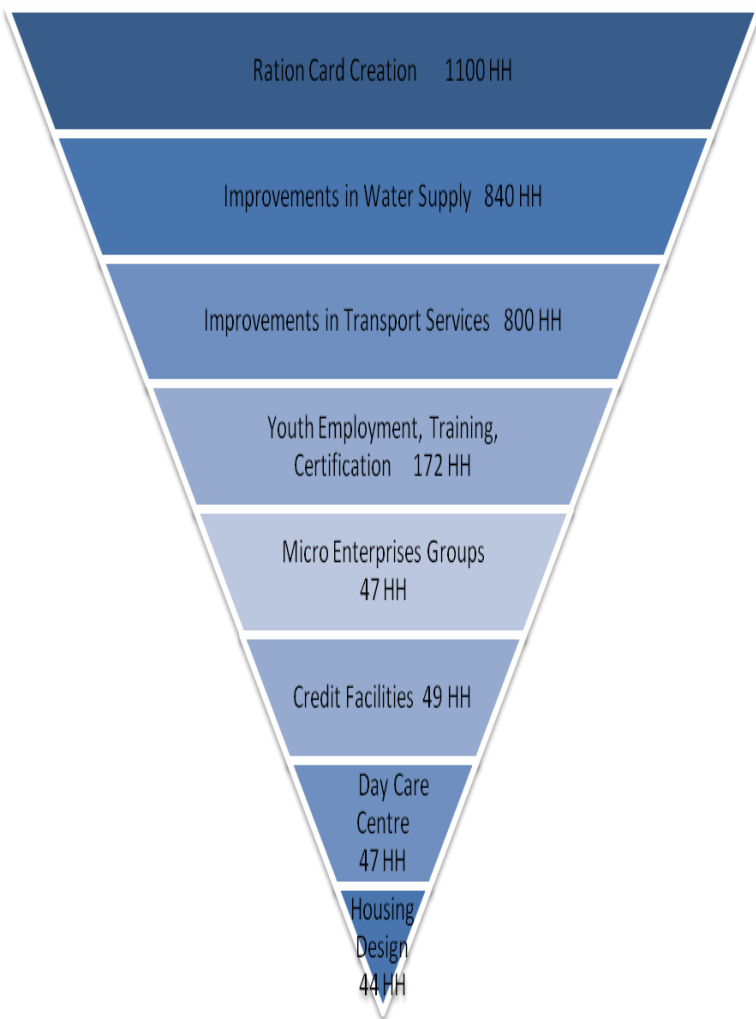 Ration Card Creation 1100 HH
Improvements in Water Supply 840 HH
Improvements in Transport Services 800 HH
Youth Employment, Training,
Certification 172 HH
Micro Enterprises Groups
47 HH
Credit Facilities 49 HH
Day Care
Centre
47 HH
Housing
Design
44 HH